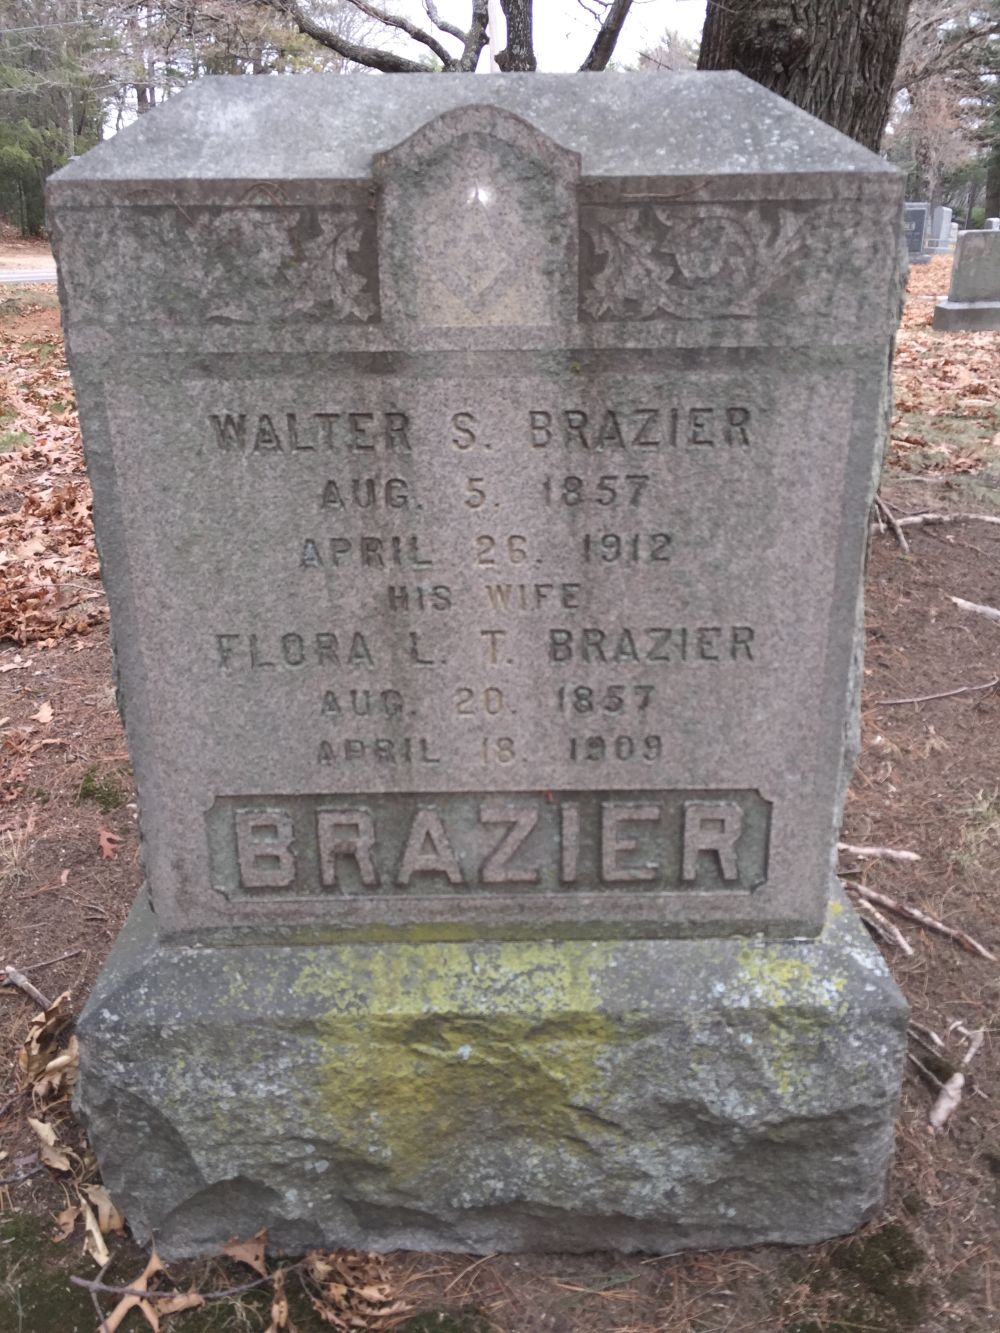 WALTER S. BRAZIER
AUG. 5. 1857
APRIL 26. 1912
HIS WIFE
FLORA L. T. BRAZIER
AUG. 20. 1857
APRIL 18. 1909
BRAZIER